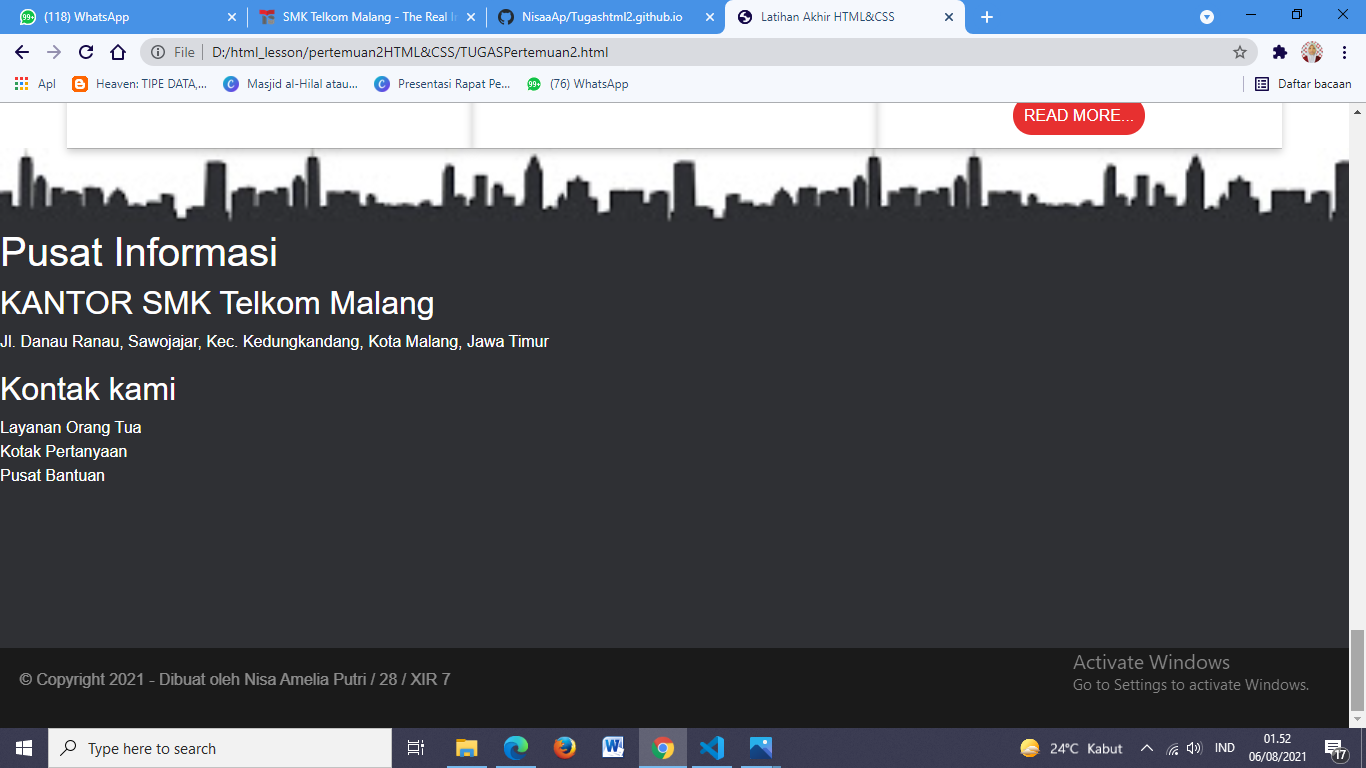 (118) WhatsApp
SMK Telkom Malang - The Real I
NisaaAp/Tugashtml2.github.io
Latihan Akhir HTML&CSS
File
D:/html_lesson/pertemuan2HTML&CSS/TUGASPertemuan2.html
Apl
Heaven: TIPE DATA,...
Masjid al-Hilal atau...
Presentasi Rapat Pe...
99+
(76) WhatsApp
Daftar bacaan
READ MORE...
Pusat Informasi
KANTOR SMK Telkom Malang
Jl. Danau Ranau, Sawojajar, Kec. Kedungkandang, Kota Malang, Jawa Timur
Kontak kami
Layanan Orang Tua
Kotak Pertanyaan
Pusat Bantuan
© Copyright 2021 - Dibuat oleh Nisa Amelia Putri / 28 / XIR 7
Activate Windows
Go to Settings to activate Windows.
Type here to search
24°C Kabut
IND
01.52
06/08/2021
17